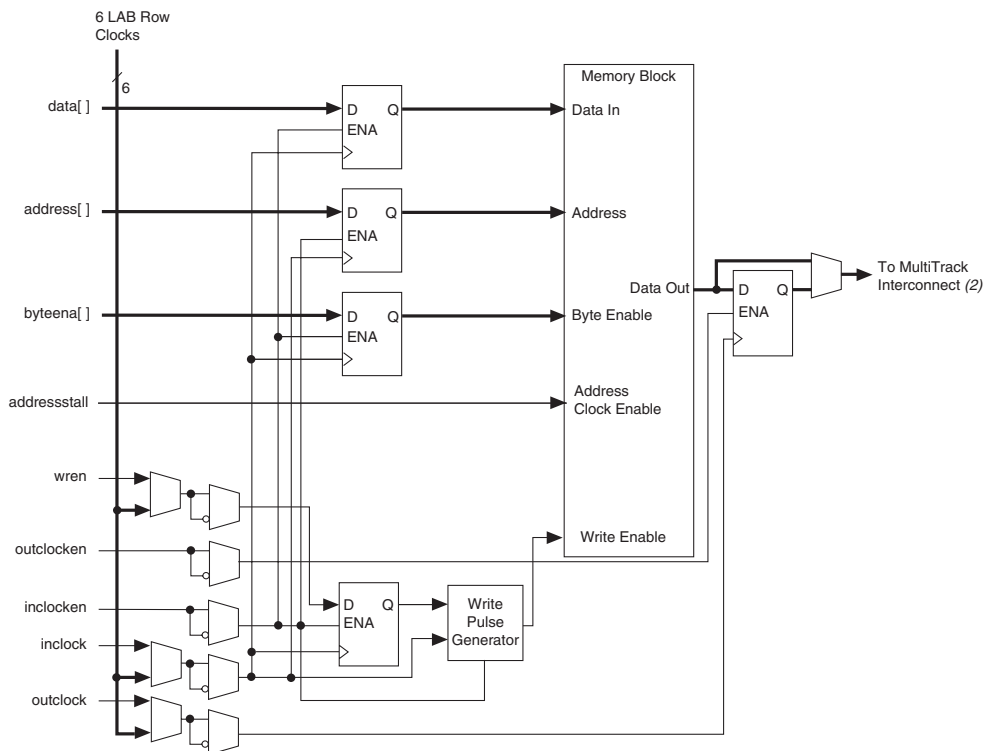 6 LAB Row
Clocks
6
data[ ]
D Q
ENA
Memory Block
Data In
address[ ]
D Q
ENA
Address
byteena[ ]
D Q
ENA
Byte Enable
Data Out
D Q
ENA
To MultiTrack
Interconnect (2)
addressstall
Address
Clock Enable
wren
Write Enable
outclocken
inclocken
D Q
ENA
Write
Pulse
Generator
inclock
outclock